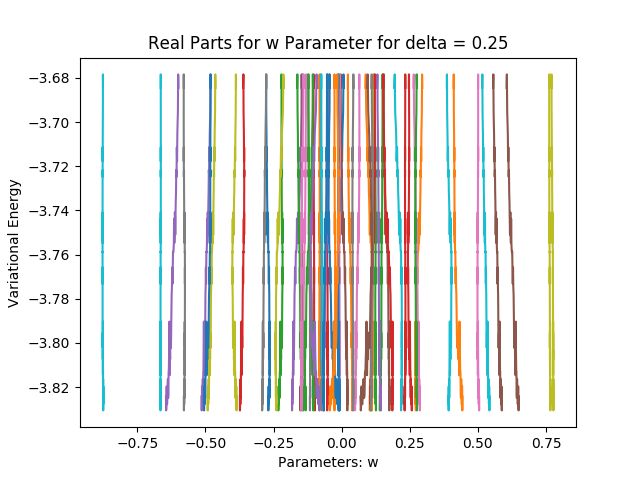 Real Parts for w Parameter for delta = 0.25
Variational Energy
−3.68
−3.70
−3.72
−3.74
−3.76
−3.78
−3.80
−3.82
−0.75 −0.50 −0.25 0.00 0.25 0.50 0.75
Parameters: w